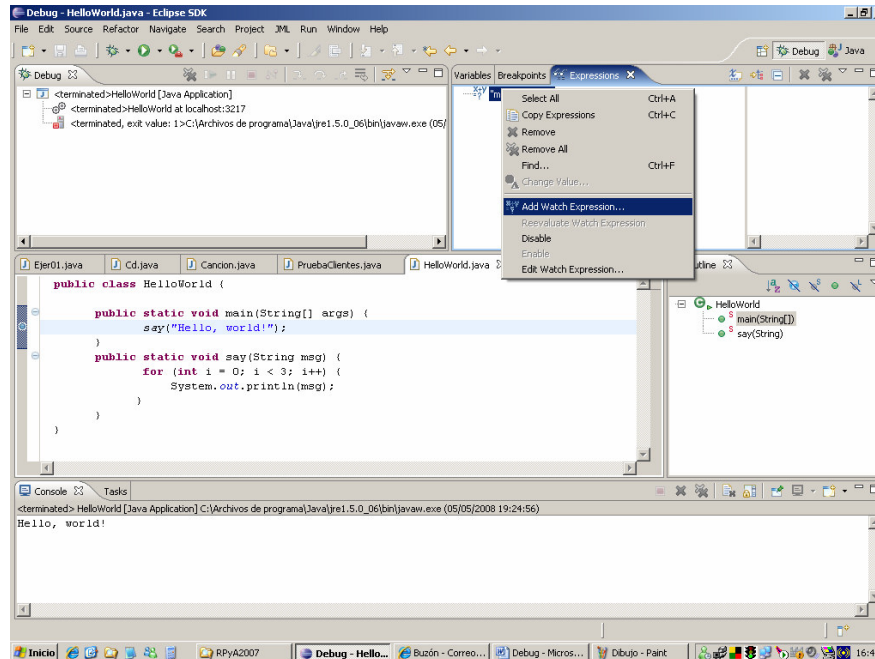 Debug - HelloWorld.java - Eclipse SDK
File Edit Source Refactor Navigate Search Project JML Run Window Help
Debug Java
Debug
<terminated>HelloWorld [Java Application]
<terminated>HelloWorld at localhost:3217
<terminated, exit value: 1>C:\Archivos de programa\Java\jre1.5.0_06\bin\javaw.exe (05/
Variables Breakpoints Expressions
"m
Select All Ctrl+A
Copy Expressions Ctrl+C
Remove
Remove All
Find... Ctrl+F
Change Value...
Add Watch Expression...
Reevaluate Watch Expression
Disable
Enable
Edit Watch Expression...
Ejer01.java Cd.java Cancion.java PruebaClientes.java HelloWorld.java
public class HelloWorld {
public static void main(String[] args) {
say("Hello, world!");
}
public static void say(String msg) {
for (int i = 0; i < 3; i++) {
System.out.println(msg);
}
}
}
utline
HelloWorld
main(String[])
say(String)
Console Tasks
<terminated> HelloWorld [Java Application] C:\Archivos de programa\Java\jre1.5.0_06\bin\javaw.exe (05/05/2008 19:24:56)
Hello, world!
Inicio RPyA2007 Debug - Hello... Buzón - Correo... Debug - Micros... Dibujo - Paint 16:4